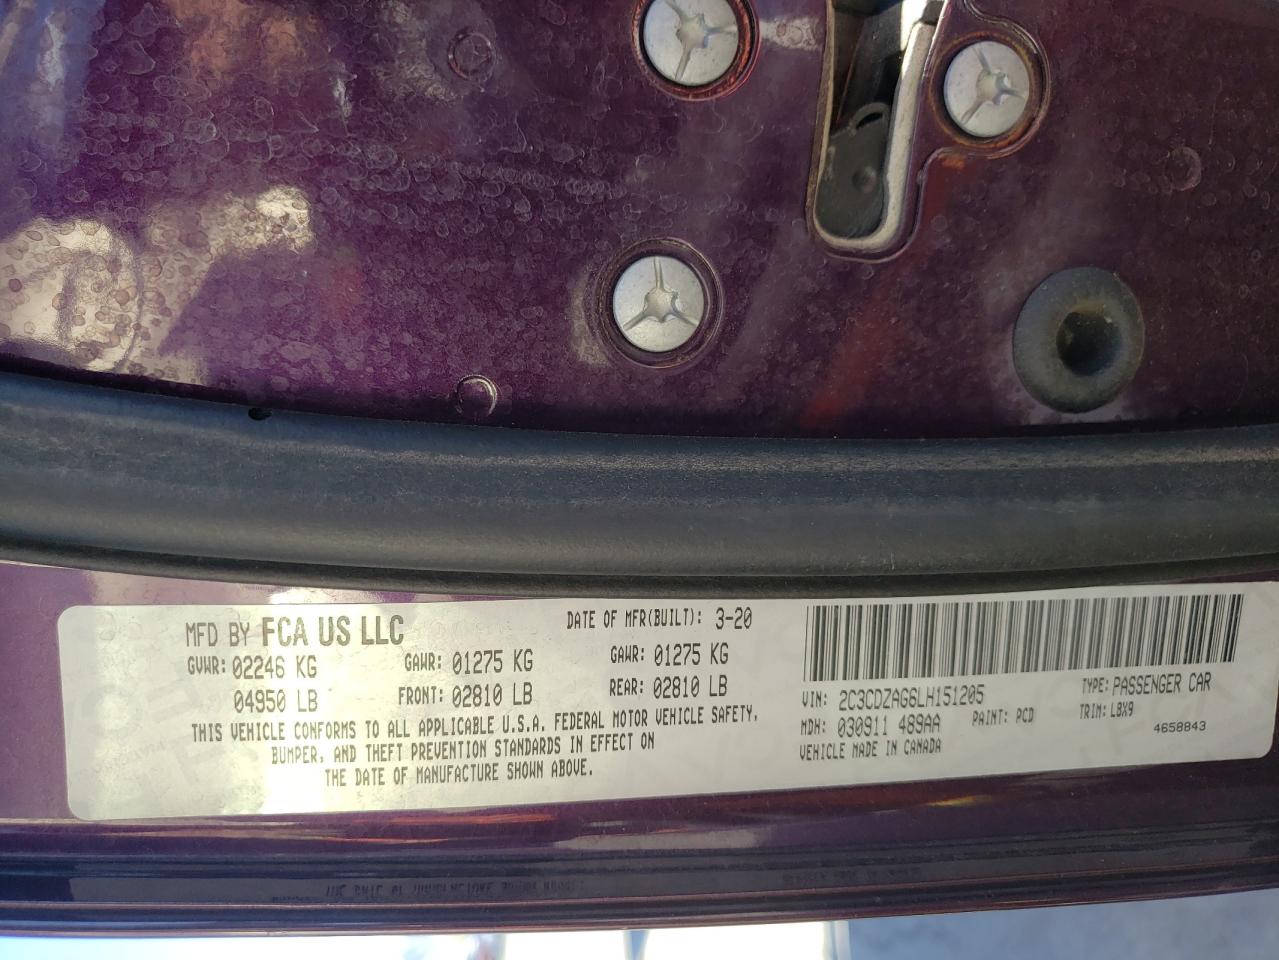 MFD BY FCA US LLC
DATE OF MFR(BUILT): 3-20
GVWR: 02246 KG GAWR: 01275 KG GAWR: 01275 KG
04950 LB FRONT: 02810 LB REAR: 02810 LB
THIS VEHICLE CONFORMS TO ALL APPLICABLE U.S.A. FEDERAL MOTOR VEHICLE SAFETY,
BUMPER, AND THEFT PREVENTION STANDARDS IN EFFECT ON
THE DATE OF MANUFACTURE SHOWN ABOVE.
VIN: 2C3CDZAG6LH151205 TYPE: PASSENGER CAR
MDH: 030911 489AA PAINT: PCD TRIM: LBX9
VEHICLE MADE IN CANADA 4658843